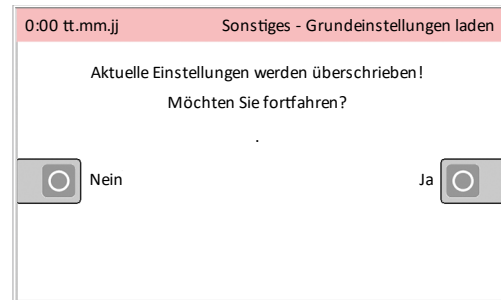 0:00 tt.mm.jj Sonstiges - Grundeinstellungen laden
Aktuelle Einstellungen werden überschrieben!
Möchten Sie fortfahren?
.
Nein Ja